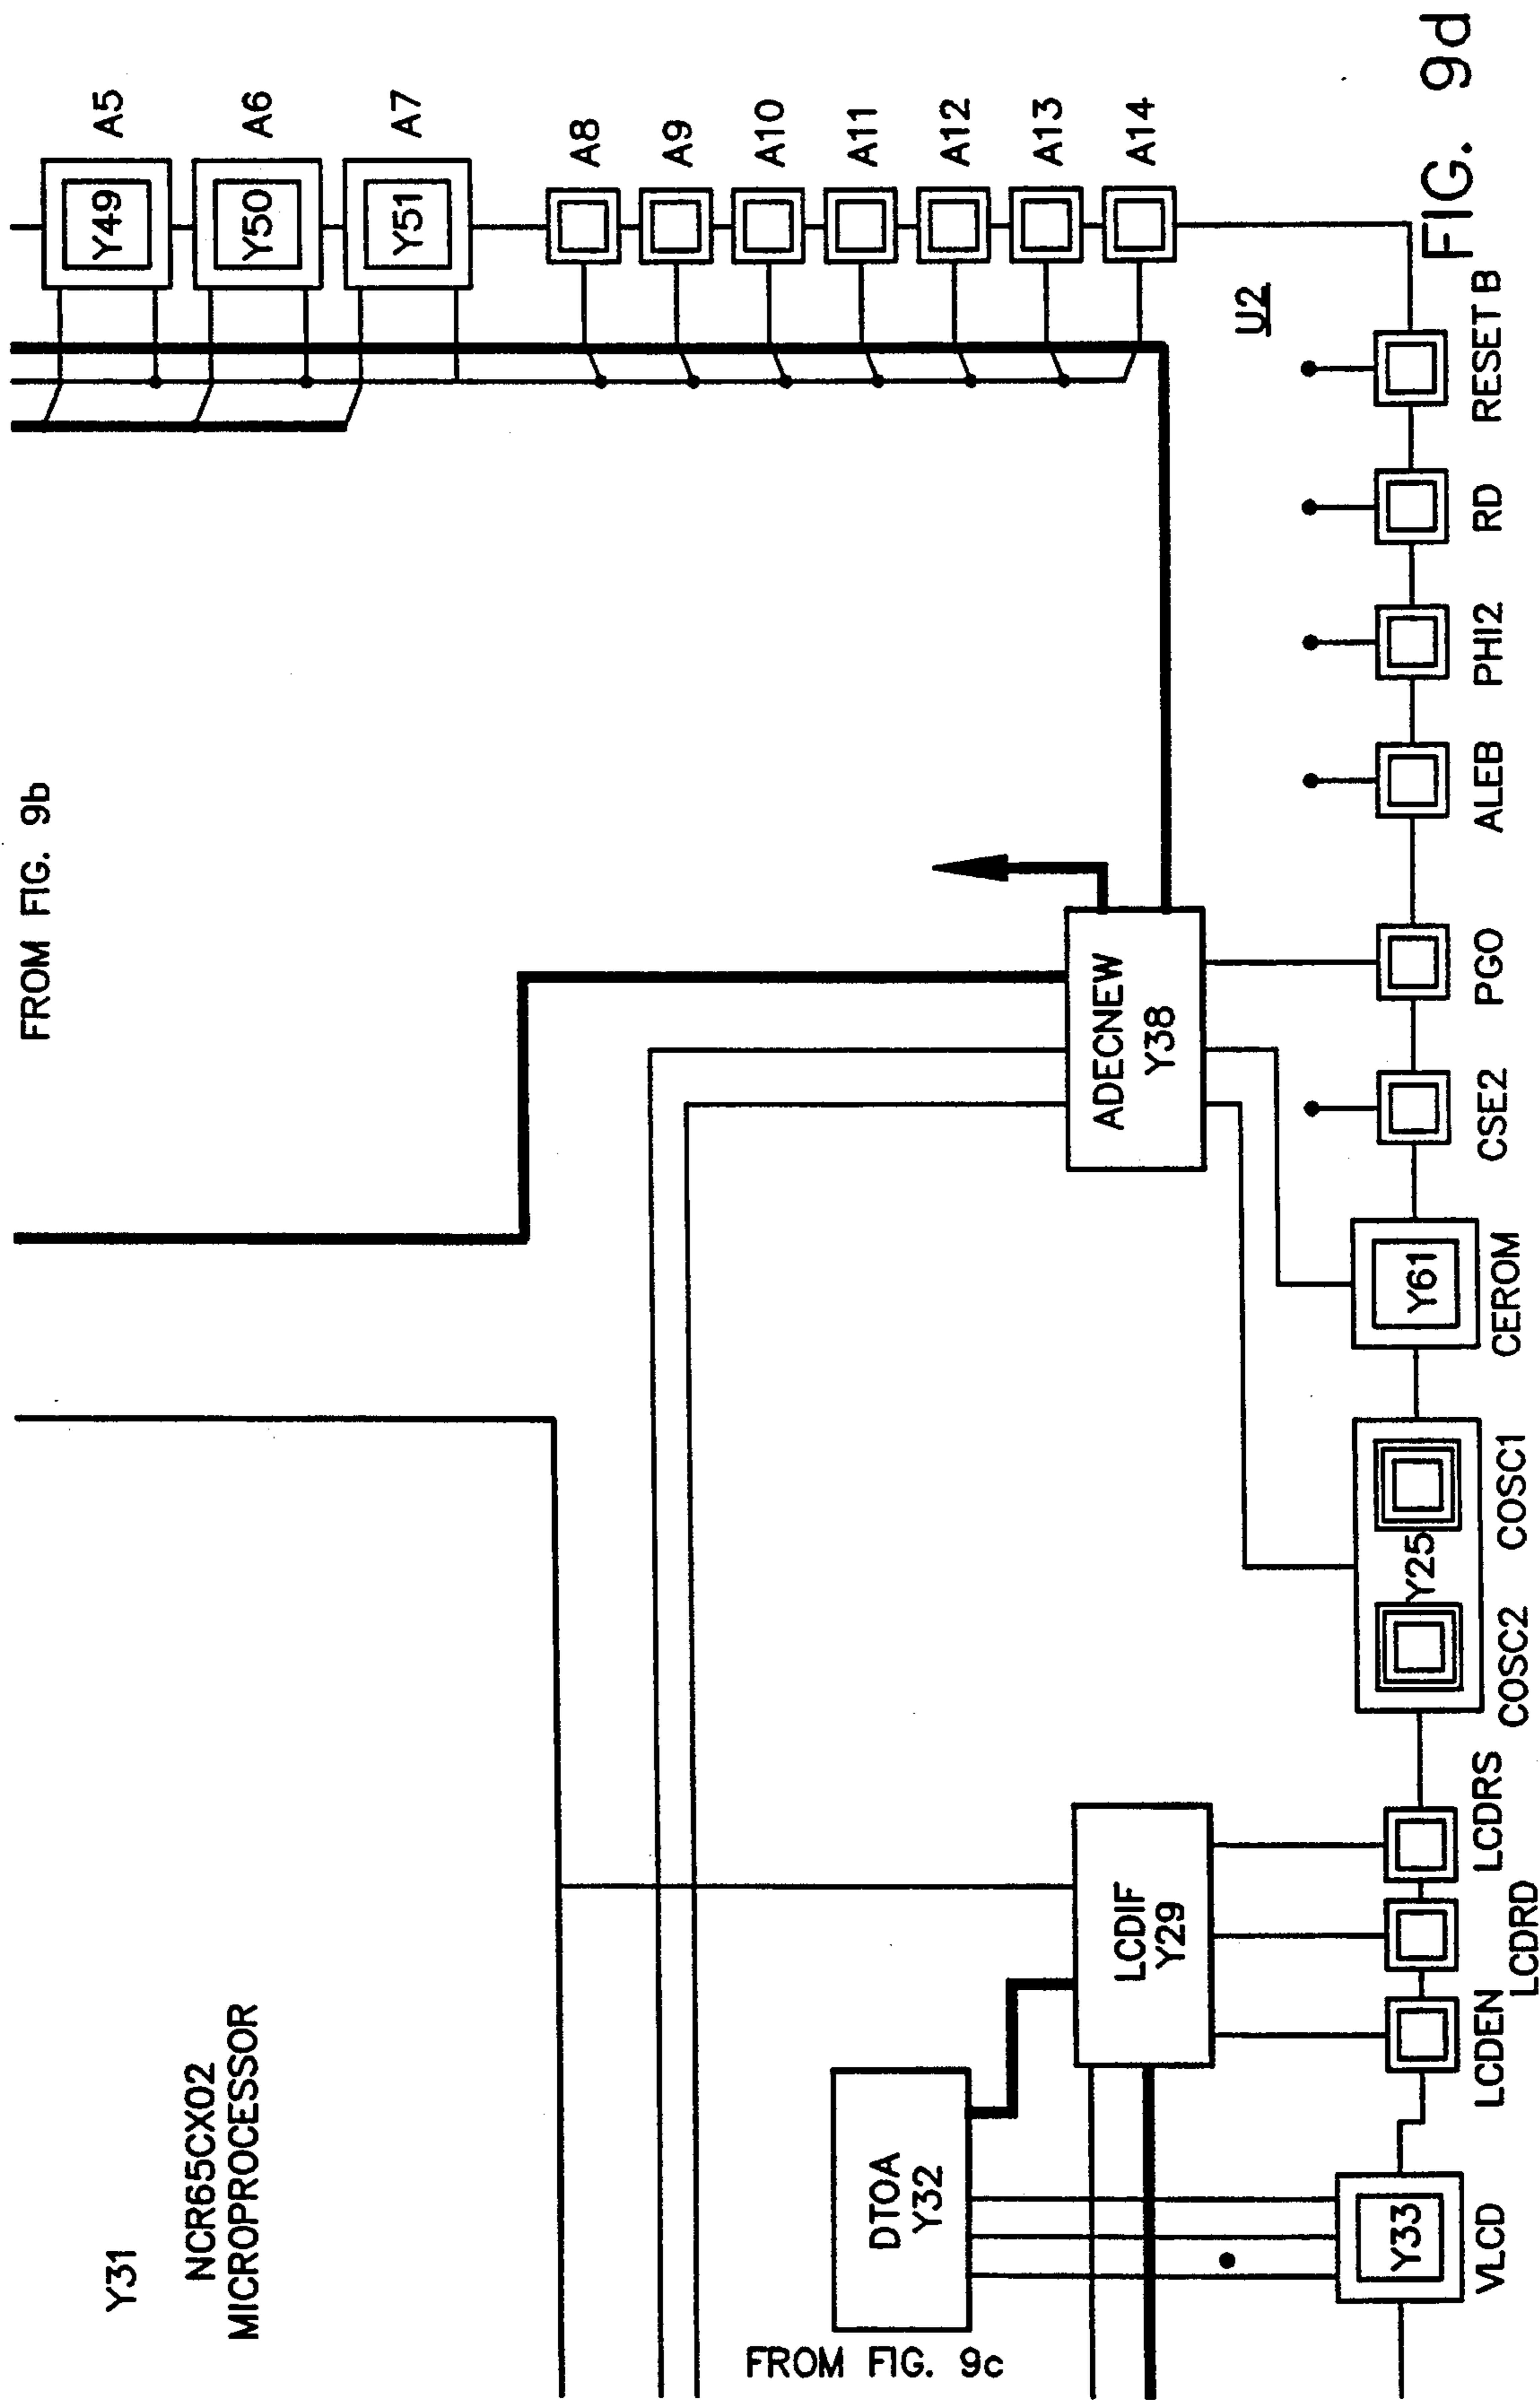 Y31
NCR65CX02
MICROPROCESSOR
FROM FIG. 9b
Y49
A5
Y50
A6
Y51
A7
A8
A9
A10
A11
A12
A13
A14
U2
FROM FIG. 9c
DTOA
Y32
LCDIF
Y29
ADECNEW
Y38
Y33
Y25
Y61
VLCD
LCDEN
LCDRD
LCDRS
COSC2
COSC1
CEROM
CSE2
PGO
ALEB
PHI2
RD
RESET B
FIG. 9d